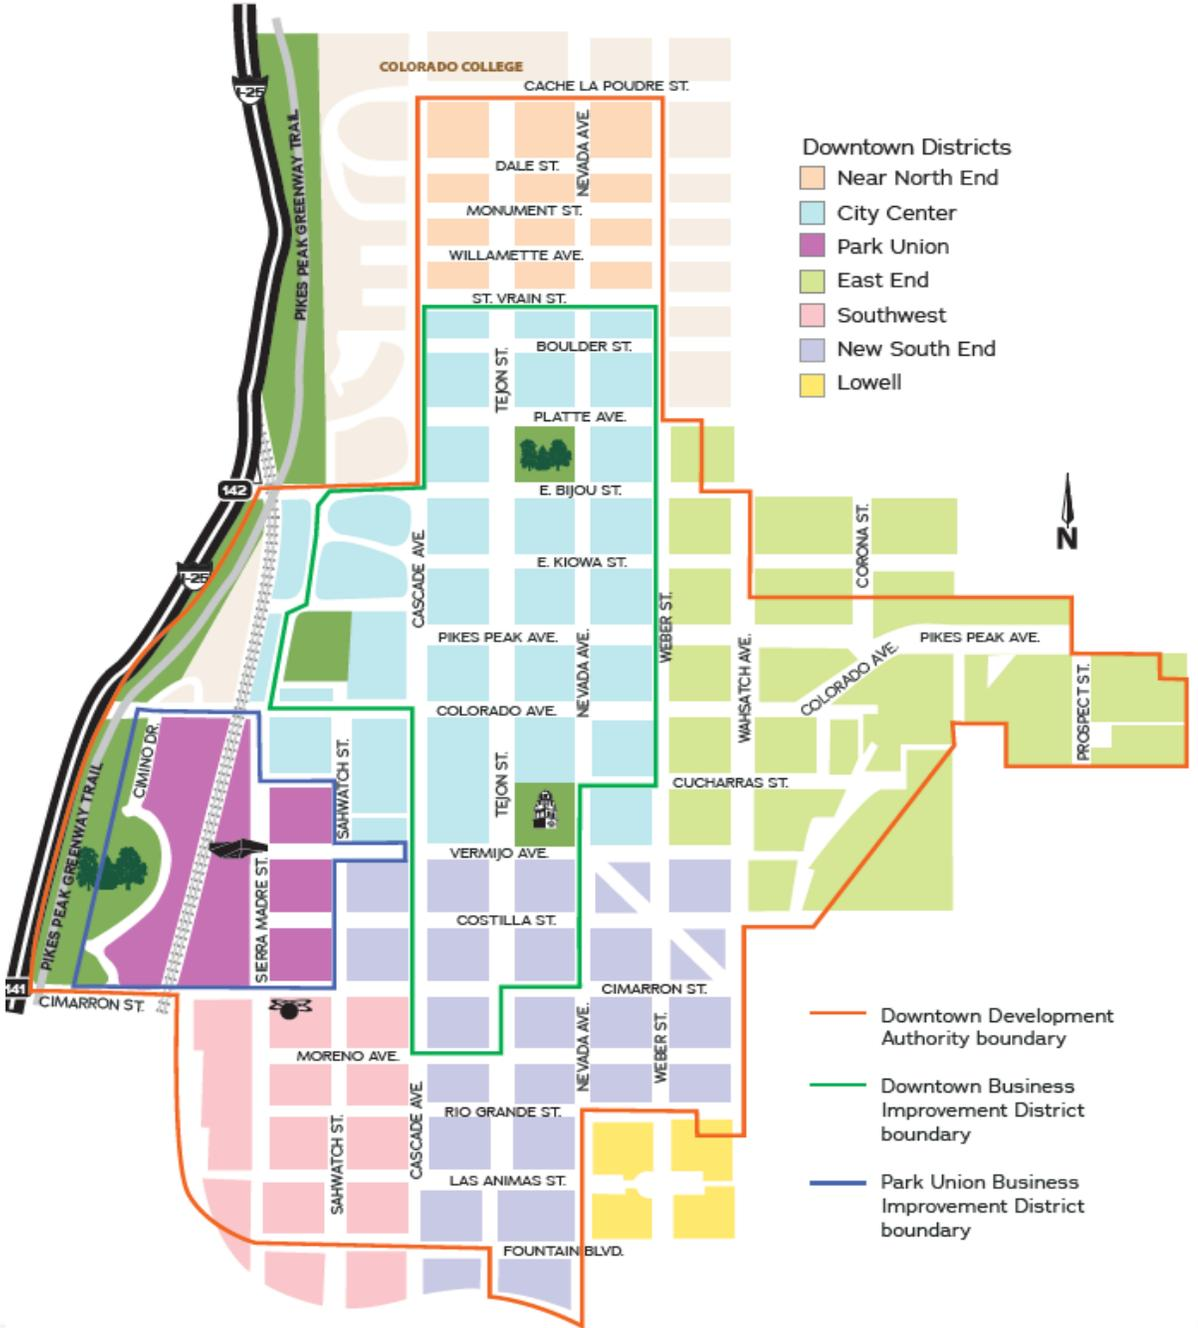 I-25
PIKES PEAK GREENWAY TRAIL
COLORADO COLLEGE
CACHE LA POUDRE ST.
NEVADA AVE.
DALE ST.
MONUMENT ST.
WILLAMETTE AVE.
ST. VRAIN ST.
BOULDER ST.
TEJON ST.
PLATTE AVE.
E. BIJOU ST.
142
I-25
CASCADE AVE.
E. KIOWA ST.
CORONA ST.
WEBER ST.
PIKES PEAK AVE.
NEVADA AVE.
WAHSATCH AVE.
COLORADO AVE.
PIKES PEAK AVE.
PROSPECT ST.
COLORADO AVE.
CIMINO DR.
SAHWATCH ST.
TEJON ST.
CUCHARRAS ST.
PIKES PEAK GREENWAY TRAIL
VERMIJO AVE.
SIERRA MADRE ST.
COSTILLA ST.
141
CIMARRON ST.
CIMARRON ST.
NEVADA AVE.
WEBER ST.
MORENO AVE.
CASCADE AVE.
RIO GRANDE ST.
SAHWATCH ST.
LAS ANIMAS ST.
FOUNTAIN BLVD.
Downtown Districts
Near North End
City Center
Park Union
East End
Southwest
New South End
Lowell
N
Downtown Development
Authority boundary
Downtown Business
Improvement District
boundary
Park Union Business
Improvement District
boundary